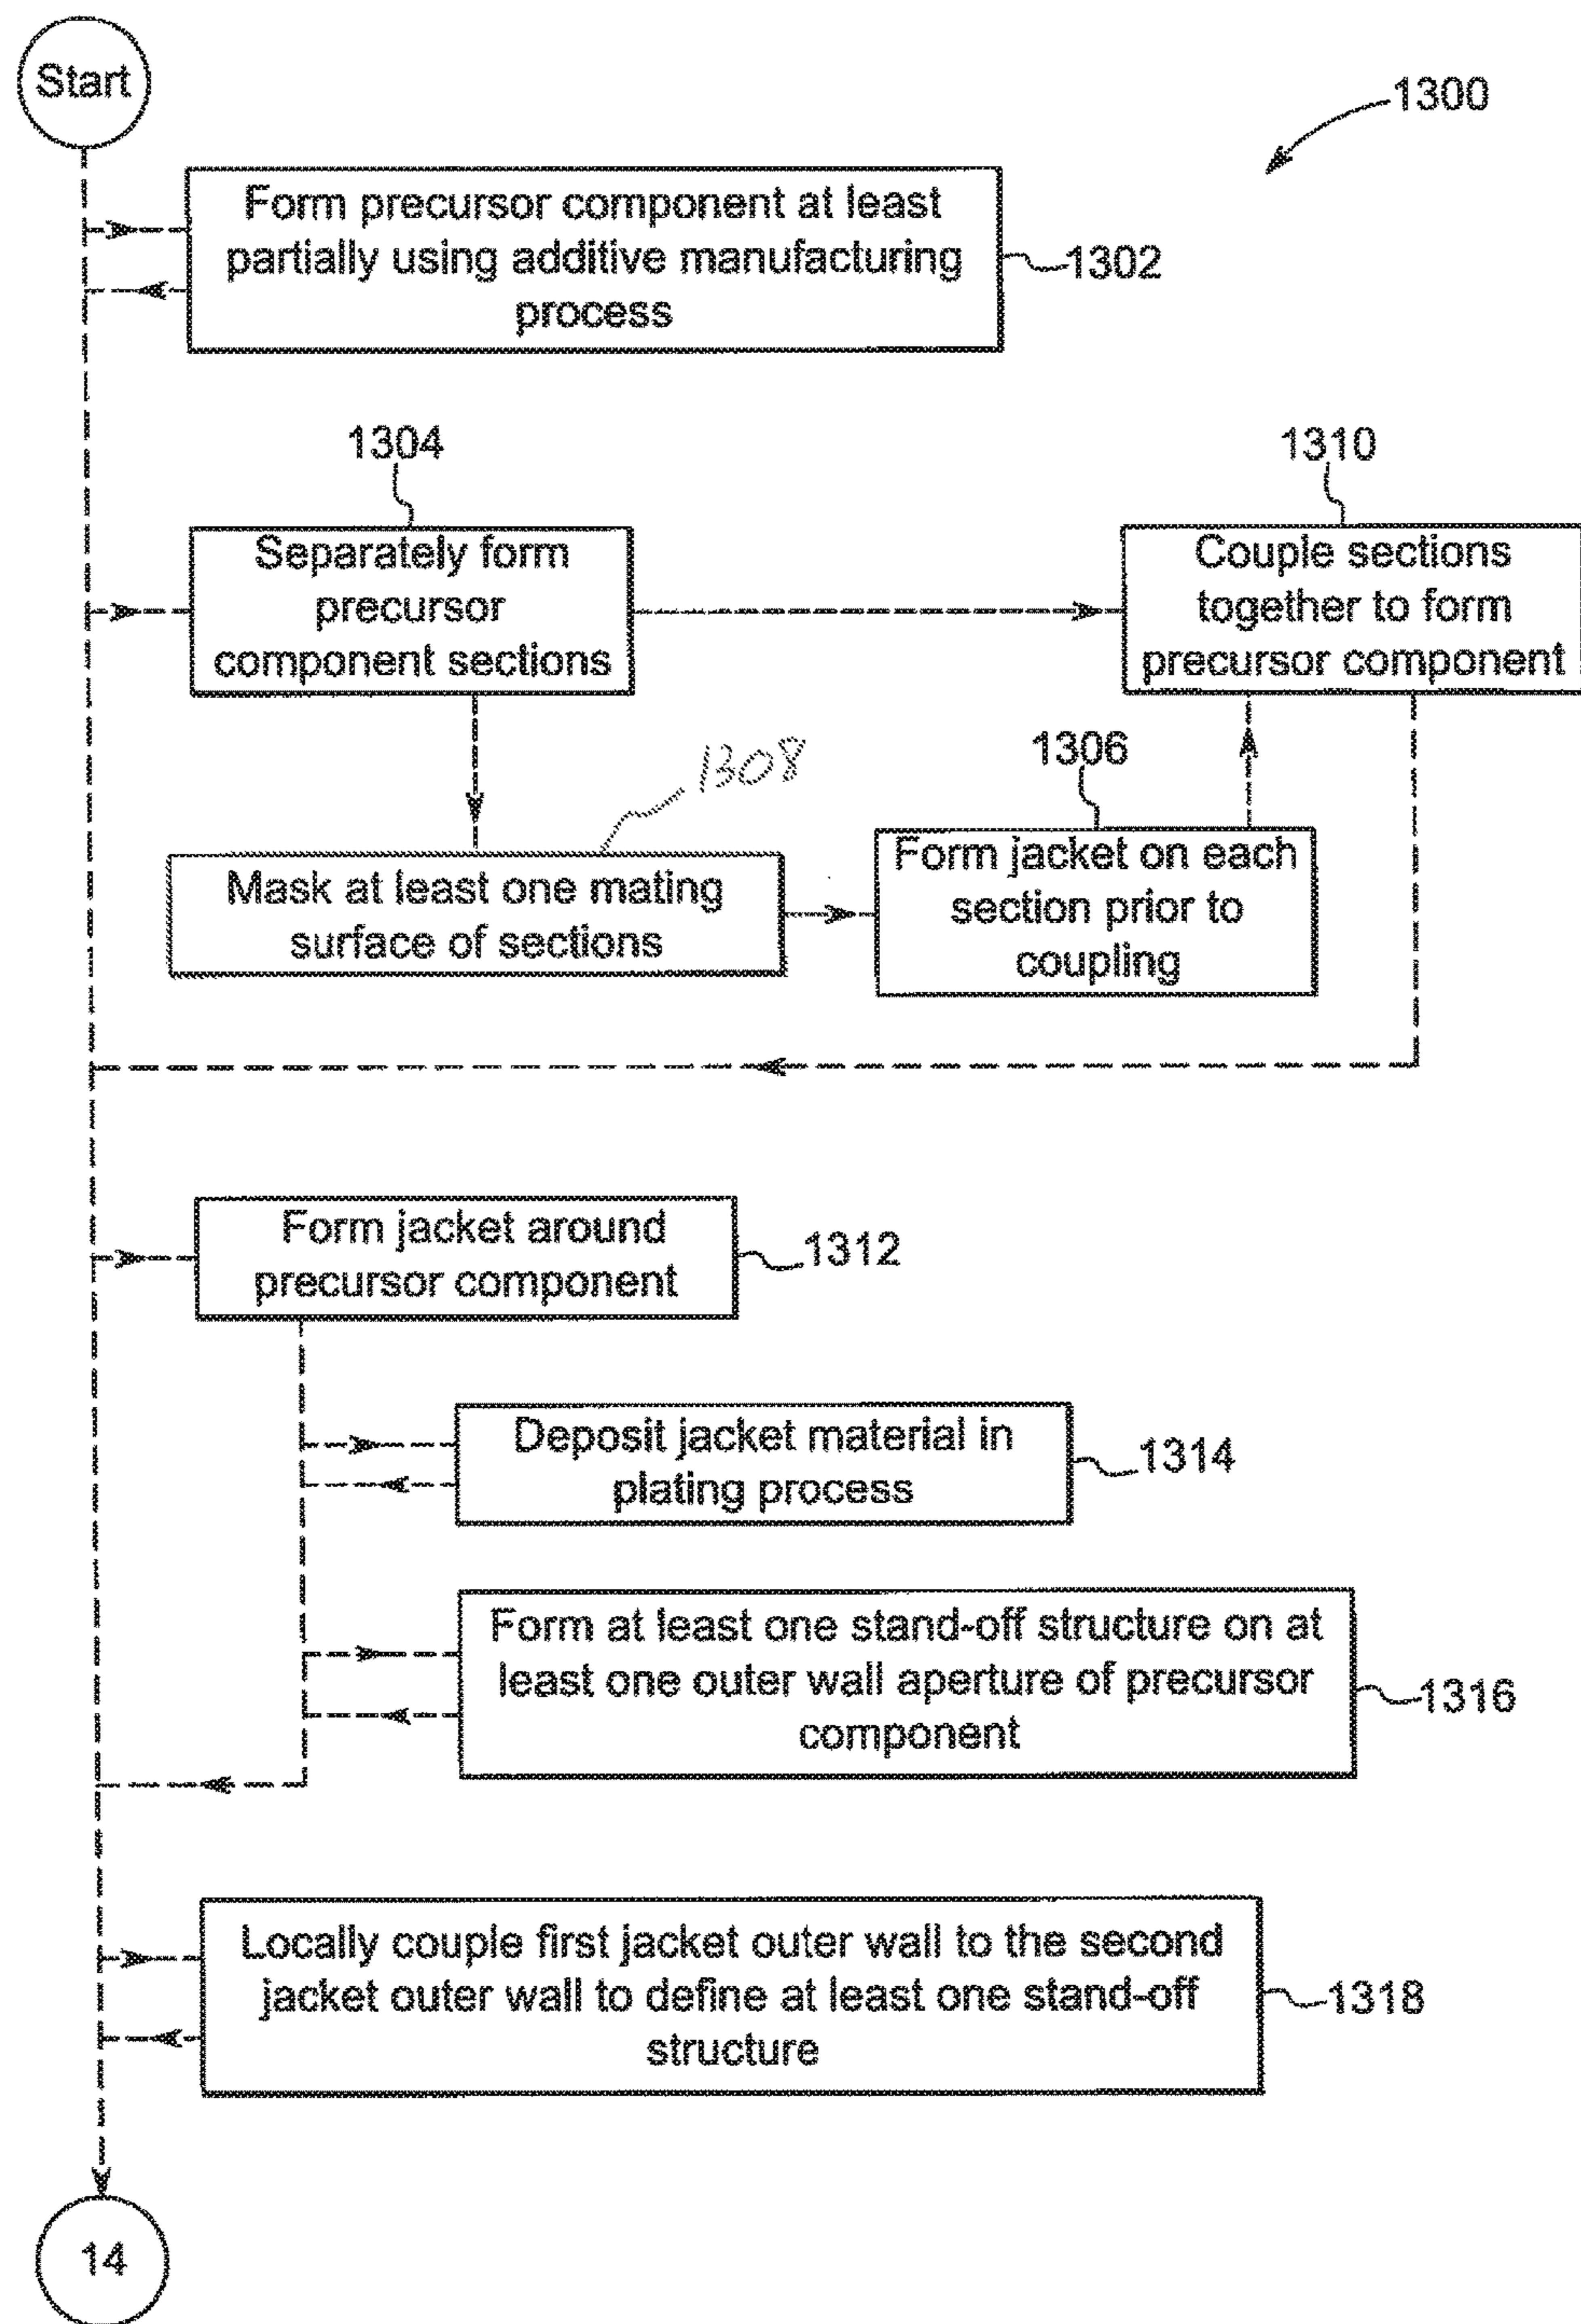 Start
1300
Form precursor component at least
partially using additive manufacturing
process
1302
1304
Separately form
precursor
component sections
1310
Couple sections
together to form
precursor component
1308
Mask at least one mating
surface of sections
1306
Form jacket on each
section prior to
coupling
Form jacket around
precursor component
1312
Deposit jacket material in
plating process
1314
Form at least one stand-off structure on at
least one outer wall aperture of precursor
component
1316
Locally couple first jacket outer wall to the second
jacket outer wall to define at least one stand-off
structure
1318
14